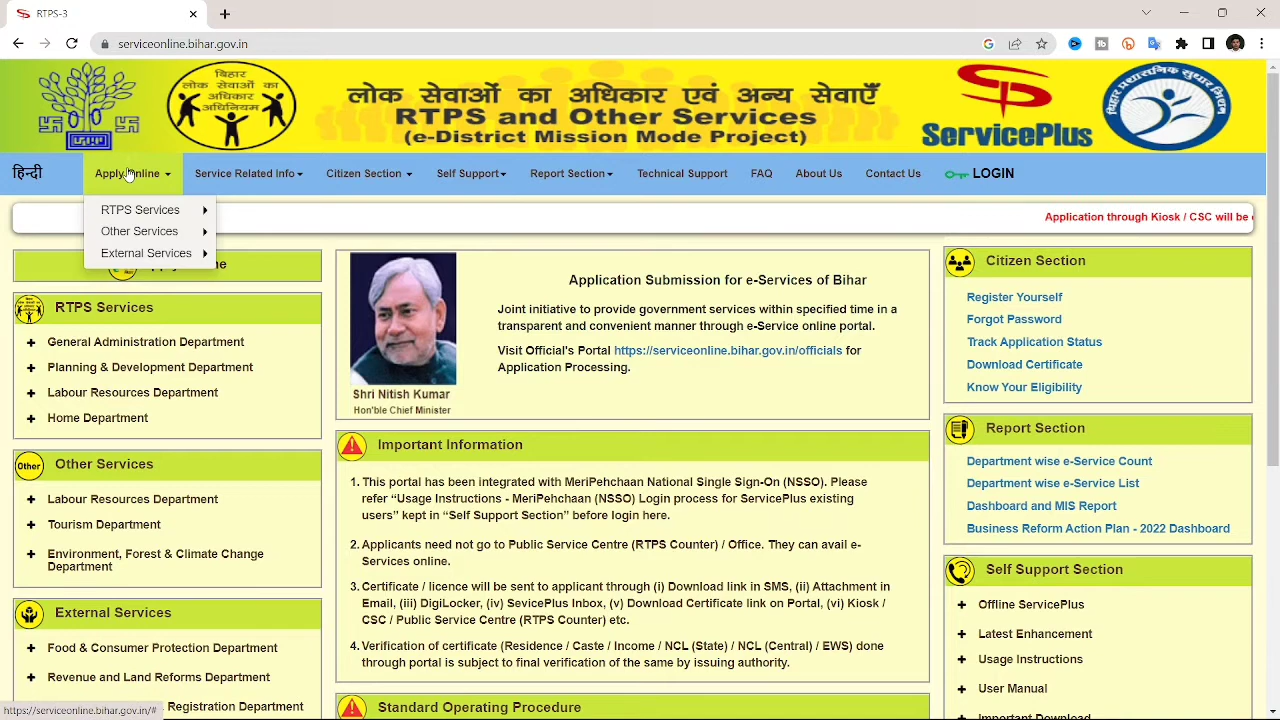 RTPS-3
serviceonline.bihar.gov.in
बिहार
लोक सेवाओं का
अधिकार
अधिनियम
लोक सेवाओं का अधिकार एवं अन्य सेवाएँ
RTPS and Other Services
(e-District Mission Mode Project)
ServicePlus
बिहार प्रशासनिक सुधार मिशन
हिन्दी
Apply Online
Service Related Info
Citizen Section
Self Support
Report Section
Technical Support
FAQ
About Us
Contact Us
LOGIN
RTPS Services
Other Services
External Services
Application through Kiosk / CSC will be
RTPS Services
General Administration Department
Planning & Development Department
Labour Resources Department
Home Department
Other
Other Services
Labour Resources Department
Tourism Department
Environment, Forest & Climate Change
Department
External Services
Food & Consumer Protection Department
Revenue and Land Reforms Department
Registration Department
https://serviceonline.bihar.gov.in/#
Shri Nitish Kumar
Hon'ble Chief Minister
Application Submission for e-Services of Bihar
Joint initiative to provide government services within specified time in a
transparent and convenient manner through e-Service online portal.
Visit Official's Portal https://serviceonline.bihar.gov.in/officials for
Application Processing.
Important Information
1. This portal has been integrated with MeriPehchaan National Single Sign-On (NSSO). Please
refer “Usage Instructions - MeriPehchaan (NSSO) Login process for ServicePlus existing
users” kept in “Self Support Section” before login here.
2. Applicants need not go to Public Service Centre (RTPS Counter) / Office. They can avail e-
Services online.
3. Certificate / licence will be sent to applicant through (i) Download link in SMS, (ii) Attachment in
Email, (iii) DigiLocker, (iv) SevicePlus Inbox, (v) Download Certificate link on Portal, (vi) Kiosk /
CSC / Public Service Centre (RTPS Counter) etc.
4. Verification of certificate (Residence / Caste / Income / NCL (State) / NCL (Central) / EWS) done
through portal is subject to final verification of the same by issuing authority.
Standard Operating Procedure
Citizen Section
Register Yourself
Forgot Password
Track Application Status
Download Certificate
Know Your Eligibility
Report Section
Department wise e-Service Count
Department wise e-Service List
Dashboard and MIS Report
Business Reform Action Plan - 2022 Dashboard
Self Support Section
Offline ServicePlus
Latest Enhancement
Usage Instructions
User Manual
Important Download